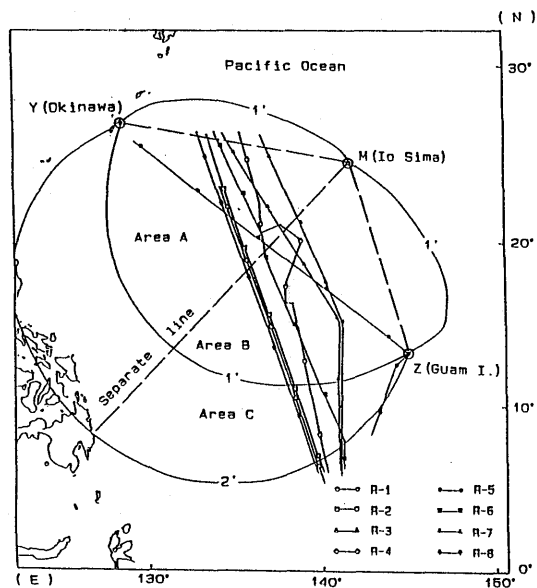 ( N )
30°
Pacific Ocean
Y (Okinawa)
1'
M (Io Sima)
1'
Area A
20°
Separate line
Area B
Z (Guam I.)
1'
Area C
10°
2'
A-1
A-5
A-2
A-6
A-3
A-7
A-4
A-8
( E )
130°
140°
150°
0°